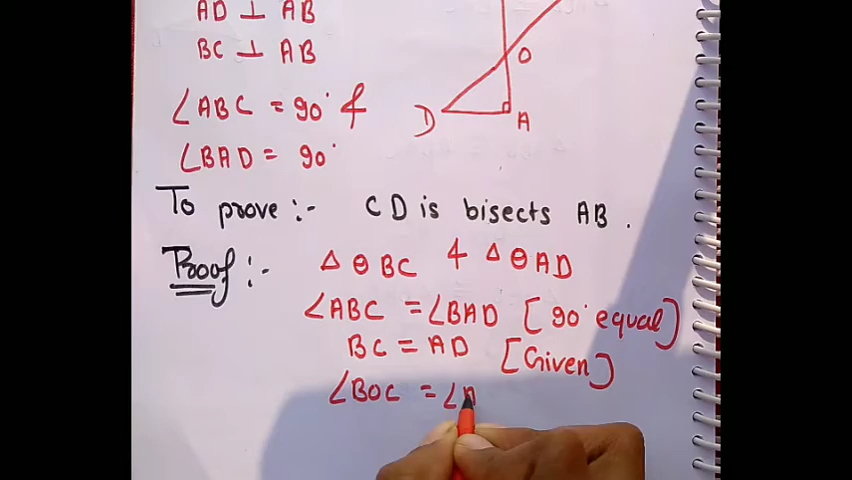 AD ⊥ AB
BC ⊥ AB
O
∠ABC = 90° &
D
A
∠BAD = 90°
To prove :- CD is bisects AB.
Proof :- Δ OBC & Δ OAD
∠ABC = ∠BAD [90° equal]
BC = AD [Given]
∠BOC = ∠